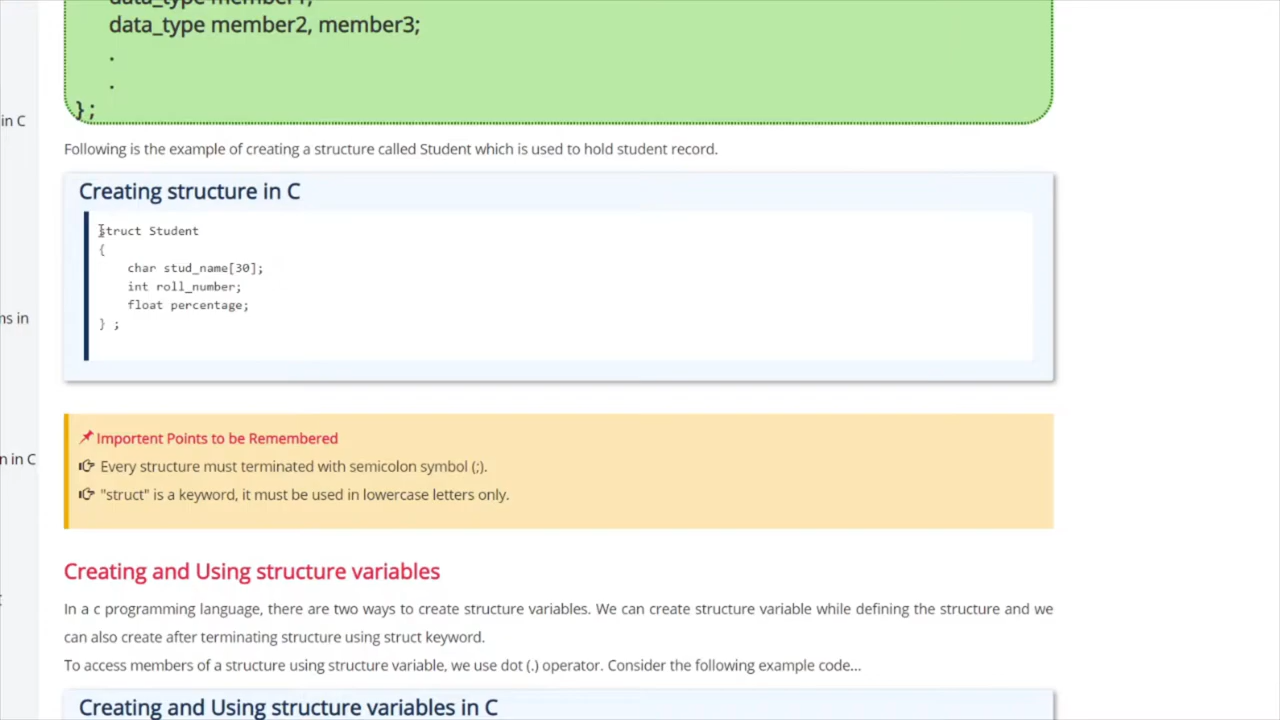 data_type member1,
data_type member2, member3;
.
.
};
in C
Following is the example of creating a structure called Student which is used to hold student record.
Creating structure in C
struct Student
{
char stud_name[30];
int roll_number;
float percentage;
} ;
ms in
Importent Points to be Remembered
n in C
Every structure must terminated with semicolon symbol (;).
"struct" is a keyword, it must be used in lowercase letters only.
Creating and Using structure variables
In a c programming language, there are two ways to create structure variables. We can create structure variable while defining the structure and we
can also create after terminating structure using struct keyword.
To access members of a structure using structure variable, we use dot (.) operator. Consider the following example code...
Creating and Using structure variables in C